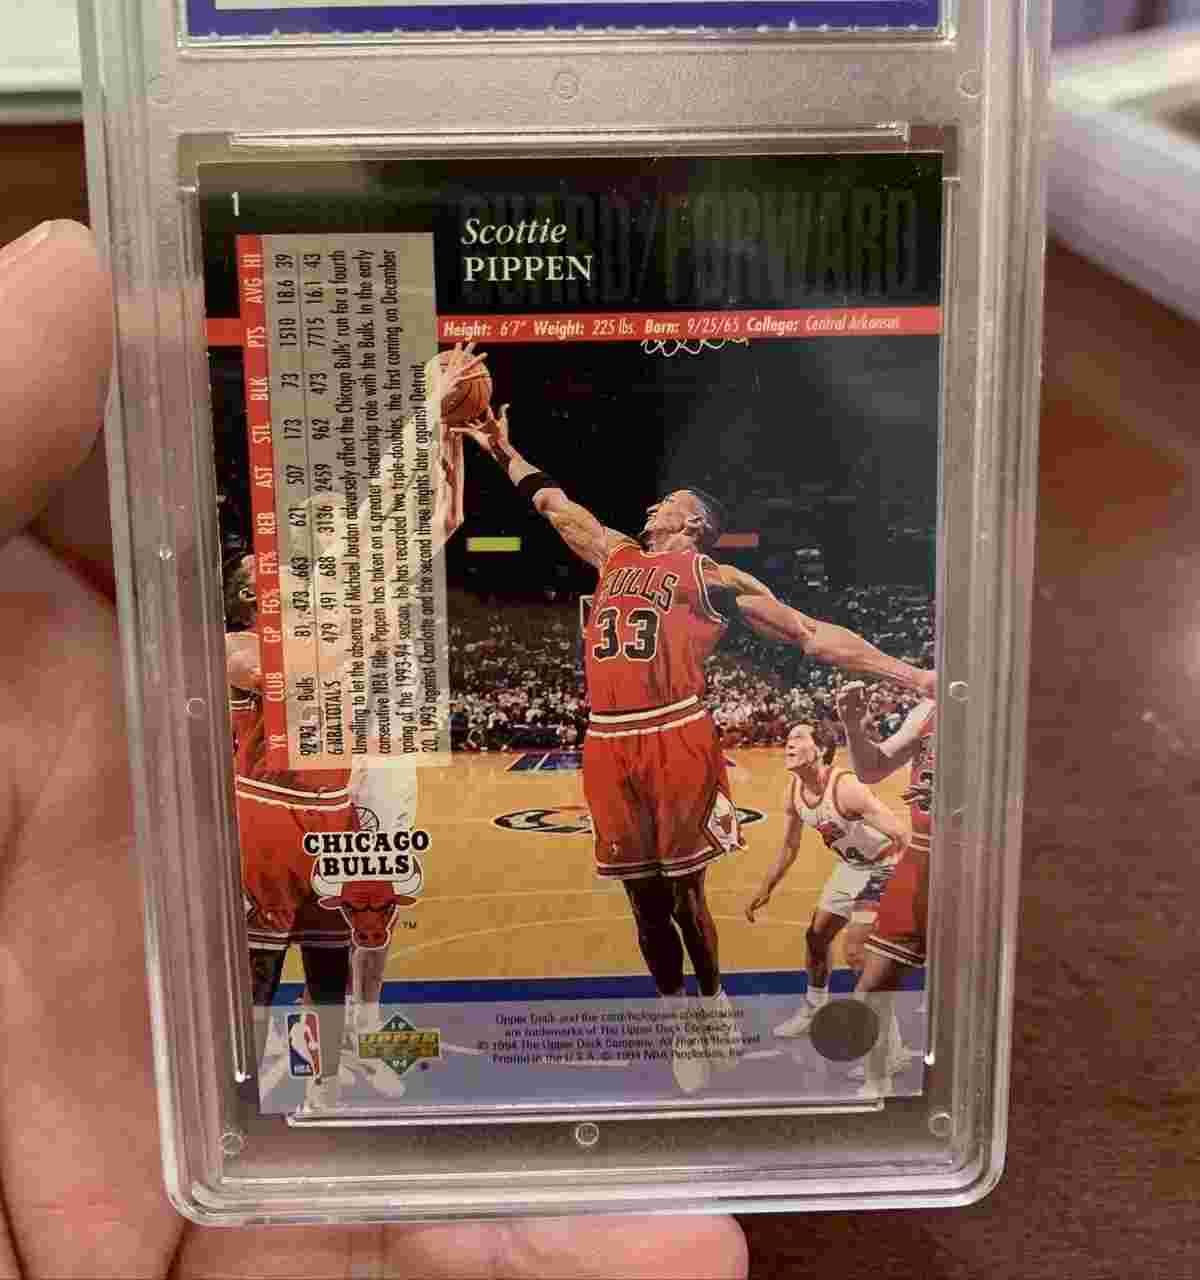 1
GUARD/FORWARD
Scottie
PIPPEN
Height: 6'7" Weight: 225 lbs. Born: 9/25/65 College: Central Arkansas
YR CLUB GP FG% FT% REB AST STL BLK PTS AVG HI
92-93 Bulls 81 .473 .663 621 507 173 73 1510 18.6 39
6 NBA TOTALS 479 .491 .688 3136 2459 962 473 7715 16.1 43
Unwilling to let the absence of Michael Jordan adversely affect the Chicago Bulls' run for a fourth
consecutive NBA title, Pippen has taken on a greater leadership role with the Bulls. In the early
going of the 1993-94 season, he has recorded two triple-doubles, the first coming on December
20, 1993 against Charlotte and the second three nights later against Detroit.
BULLS
33
CHICAGO
BULLS
TM
NBA
19
UPPER
DECK
94
Upper Deck and the card/hologram combination
are trademarks of The Upper Deck Company.
© 1994 The Upper Deck Company. All Rights Reserved.
Printed in the U.S.A. © 1994 NBA Properties, Inc.